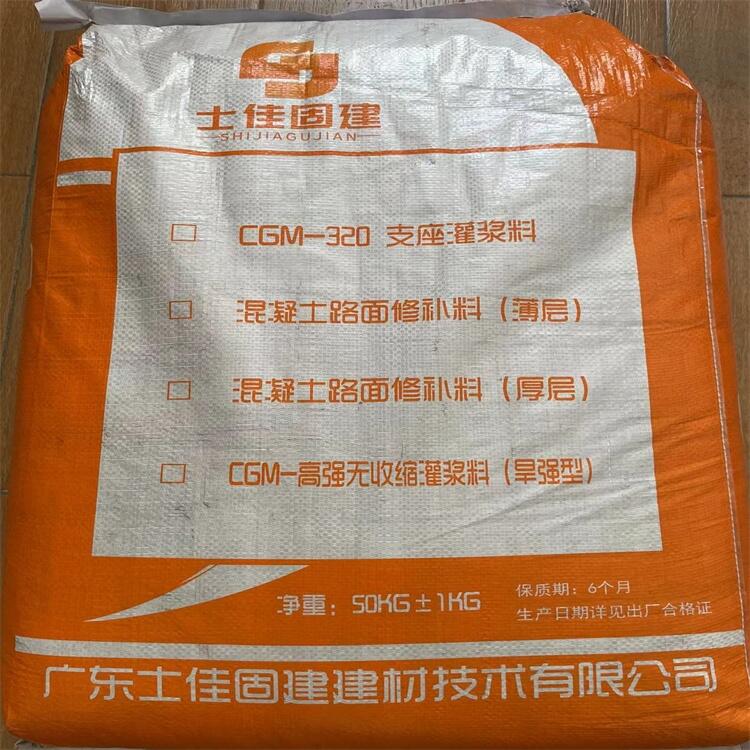 士佳固建
SHIJIAGUJIAN
CGM-320 支座灌浆料
混凝土路面修补料（薄层）
混凝土路面修补料（厚层）
CGM-高强无收缩灌浆料（旱强型）
净重：50KG±1KG
保质期：6个月
生产日期详见出厂合格证
广东士佳固建建材技术有限公司